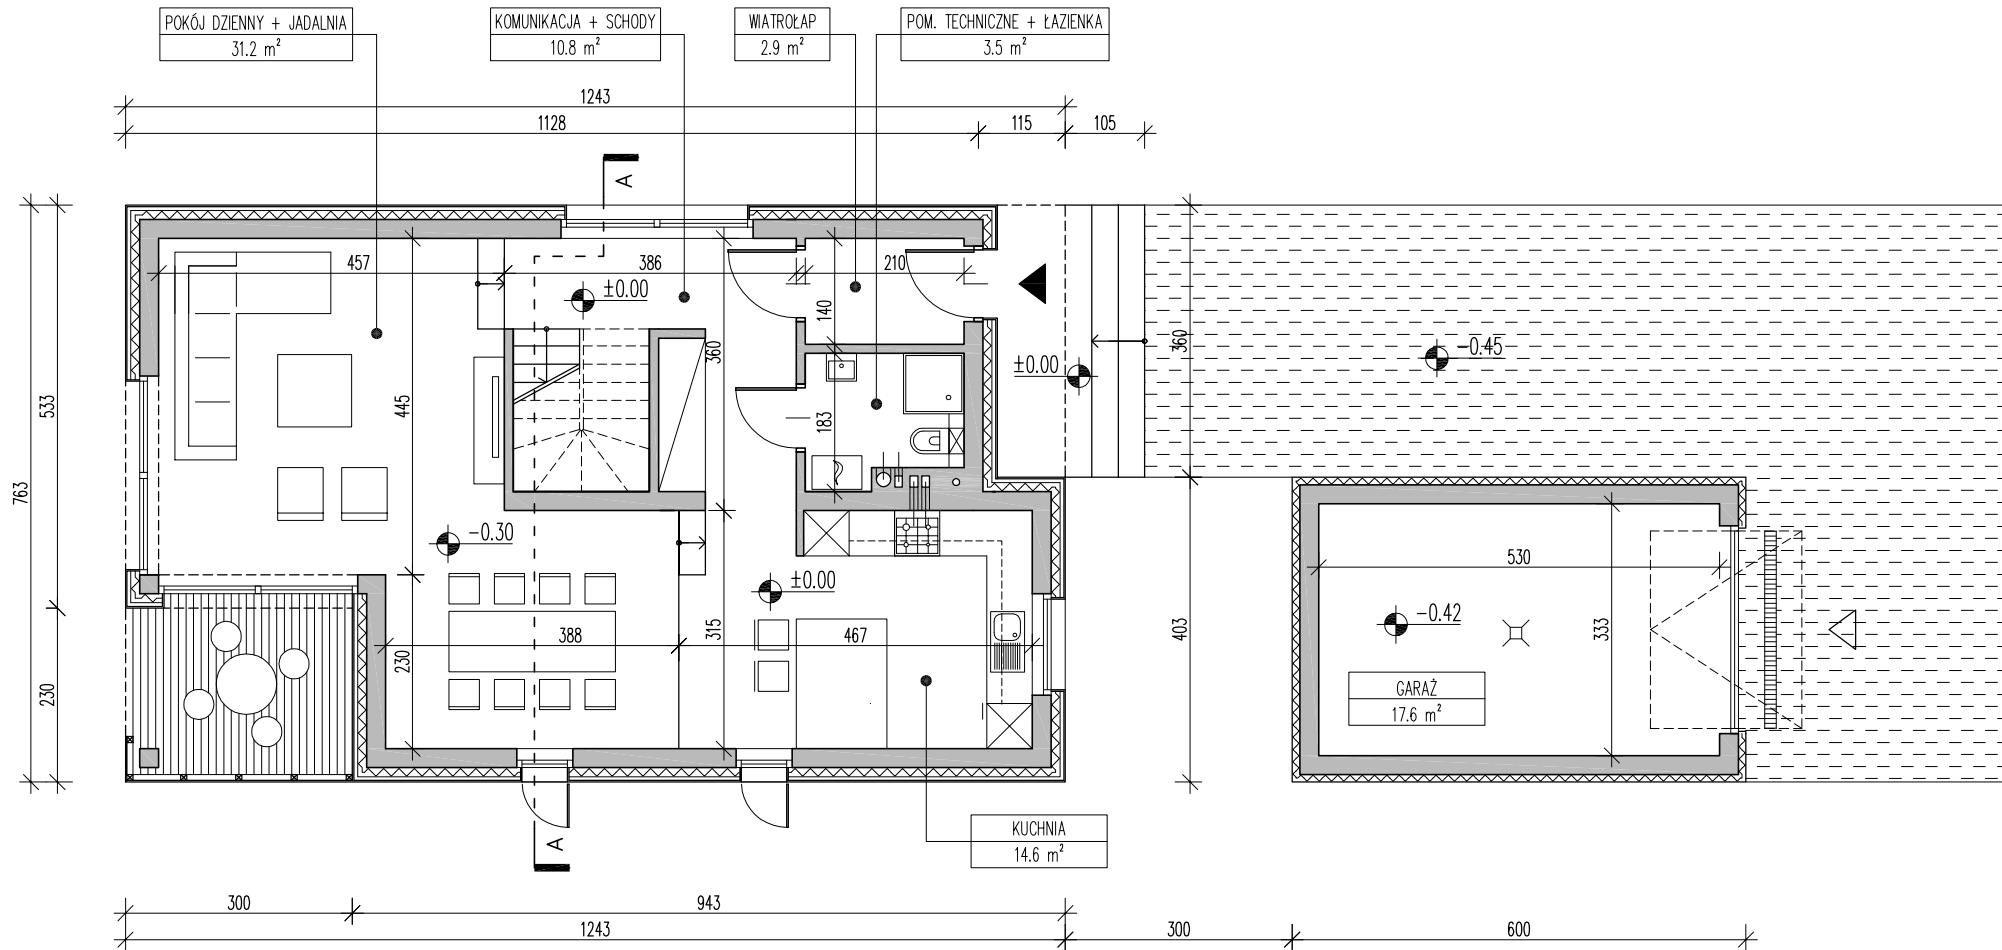 POKÓJ DZIENNY + JADALNIA
31.2 m²
KOMUNIKACJA + SCHODY
10.8 m²
WIATROŁAP
2.9 m²
POM. TECHNICZNE + ŁAZIENKA
3.5 m²
1243
1128
115
105
A
457
386
210
±0.00
140
360
360
-0.45
±0.00
533
445
183
763
-0.30
±0.00
530
388
315
467
403
-0.42
333
230
230
GARAŻ
17.6 m²
A
KUCHNIA
14.6 m²
300
943
1243
300
600